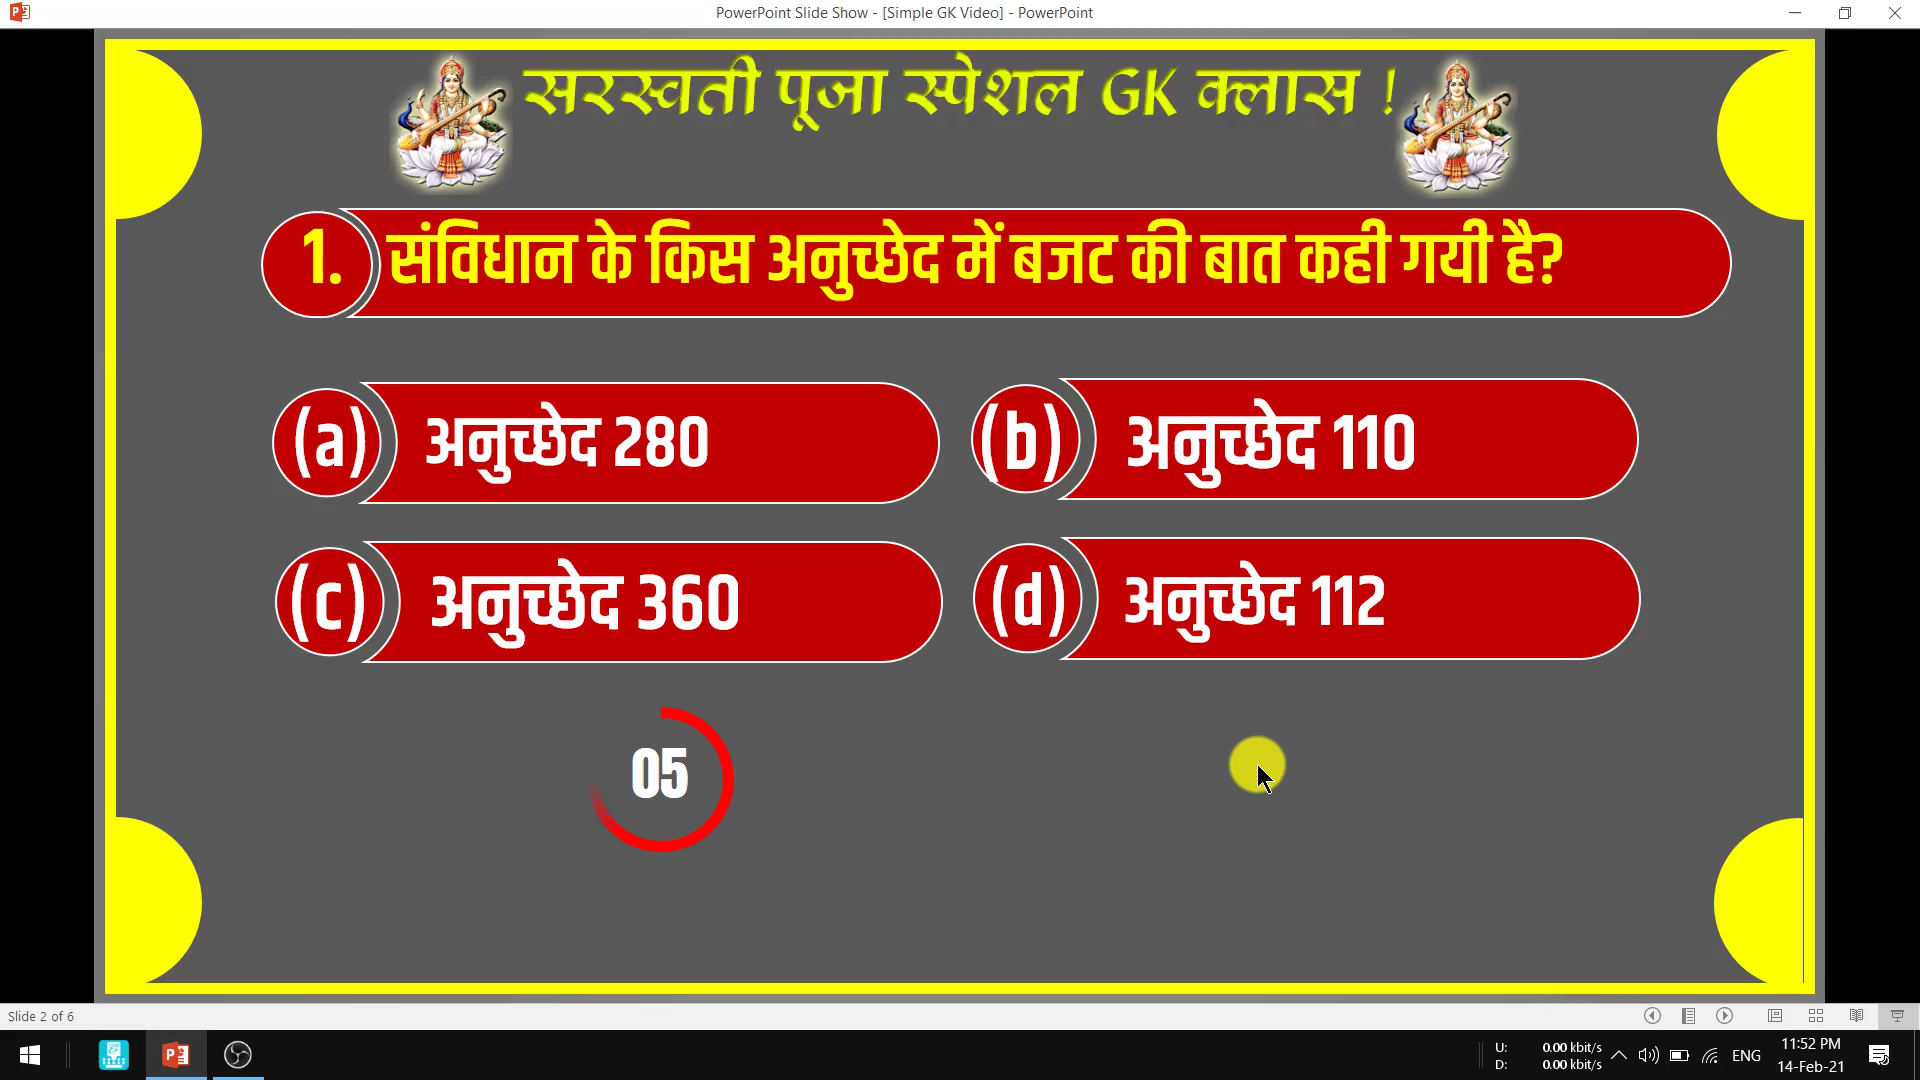 PowerPoint Slide Show - [Simple GK Video] - PowerPoint
सरस्वती पूजा स्पेशल GK क्लास !
1. संविधान के किस अनुच्छेद में बजट की बात कही गयी है?
(a) अनुच्छेद 280
(b) अनुच्छेद 110
(c) अनुच्छेद 360
(d) अनुच्छेद 112
05
Slide 2 of 6
U: 0.00 kbit/s
D: 0.00 kbit/s
ENG
11:52 PM
14-Feb-21